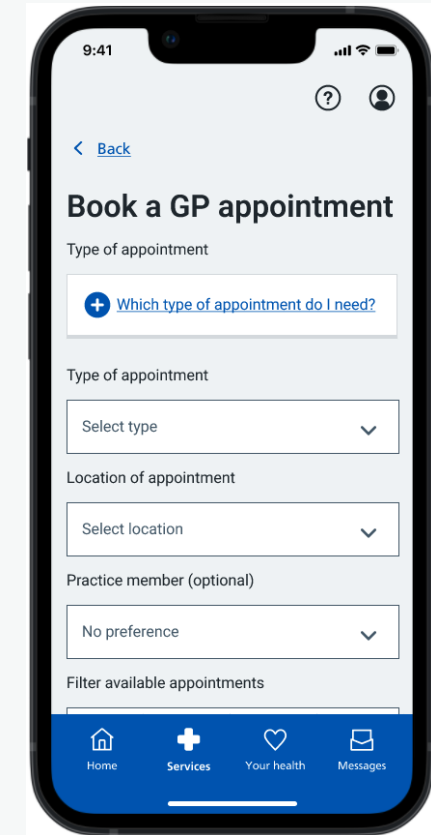 9:41
Back
Book a GP appointment
Type of appointment
Which type of appointment do I need?
Type of appointment
Select type
Location of appointment
Select location
Practice member (optional)
No preference
Filter available appointments
Home
Services
Your health
Messages